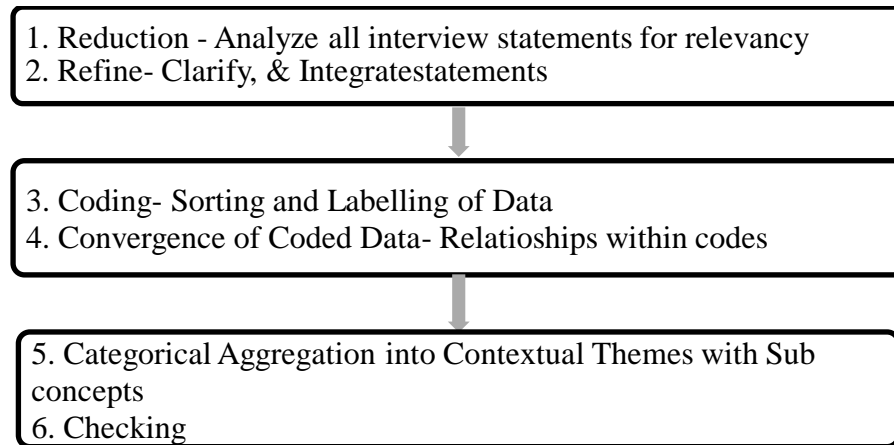 1. Reduction - Analyze all interview statements for relevancy
2. Refine- Clarify, & Integratestatements
3. Coding- Sorting and Labelling of Data
4. Convergence of Coded Data- Relatioships within codes
5. Categorical Aggregation into Contextual Themes with Sub
concepts
6. Checking